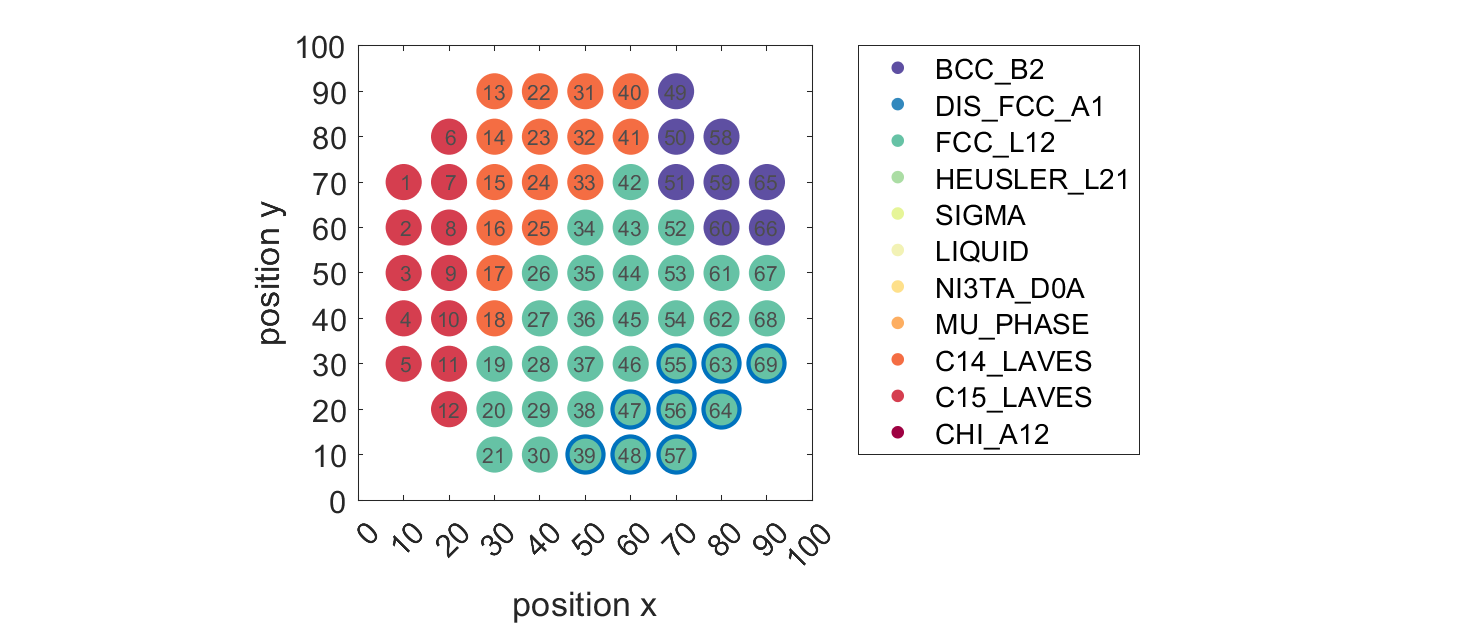 100
90
80
70
60
50
40
30
20
10
0
position y
13 22 31 40 49
6 14 23 32 41 50 58
1 7 15 24 33 42 51 59 65
2 8 16 25 34 43 52 60 66
3 9 17 26 35 44 53 61 67
4 10 18 27 36 45 54 62 68
5 11 19 28 37 46 55 63 69
12 20 29 38 47 56 64
21 30 39 48 57
0 10 20 30 40 50 60 70 80 90 100
position x
BCC_B2
DIS_FCC_A1
FCC_L12
HEUSLER_L21
SIGMA
LIQUID
NI3TA_D0A
MU_PHASE
C14_LAVES
C15_LAVES
CHI_A12